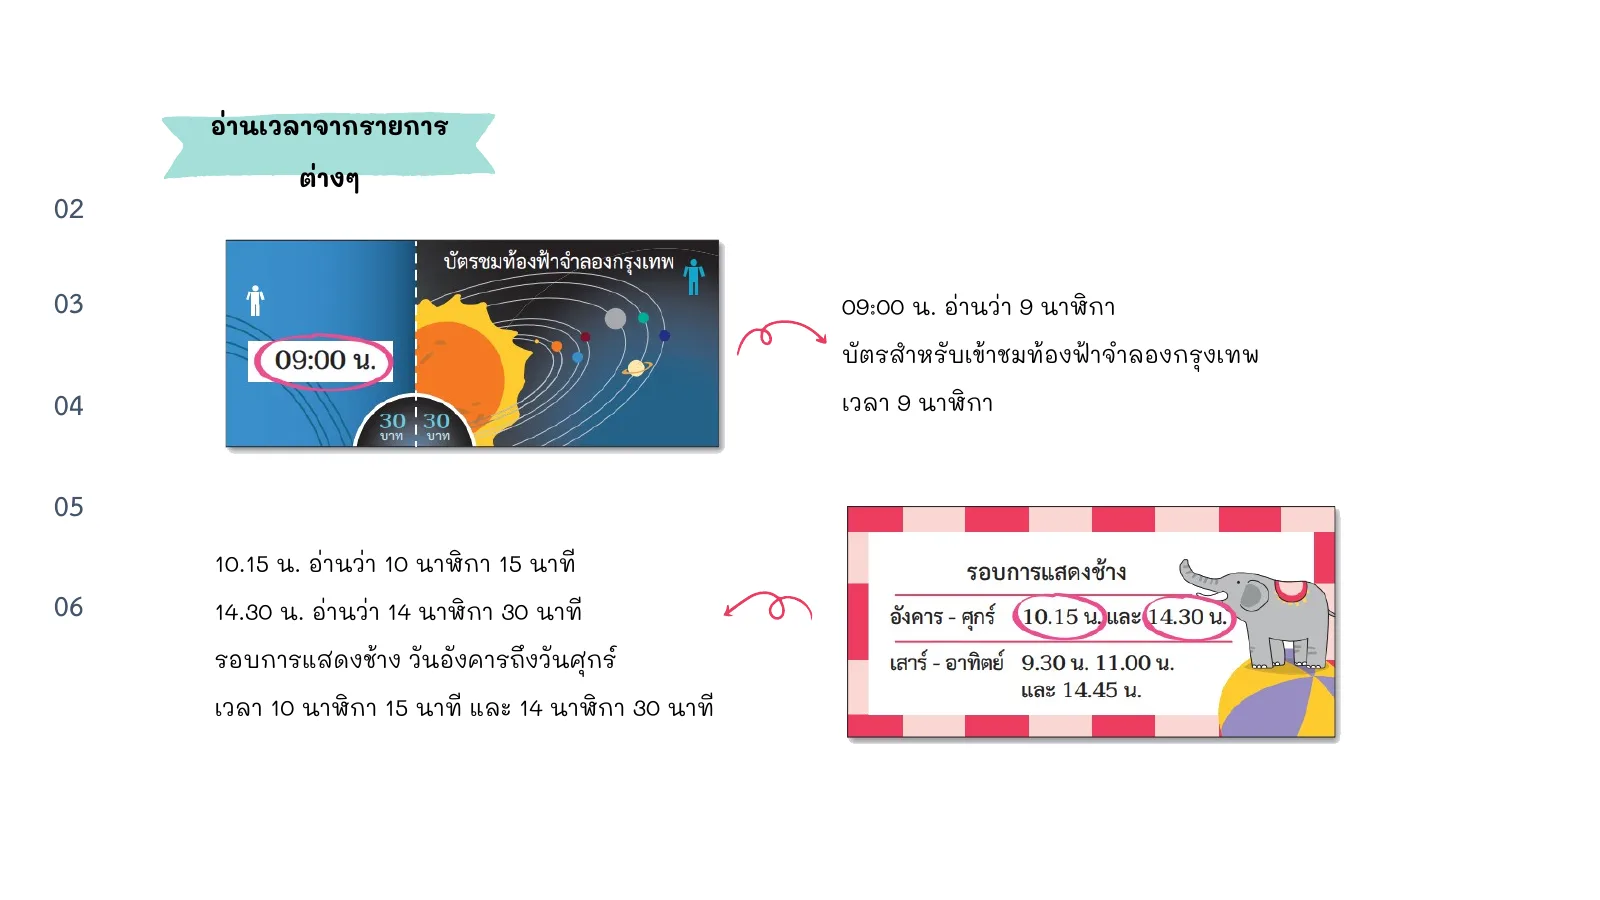 อ่านเวลาจากรายการ
ต่างๆ
02
03
04
05
06
บัตรชมท้องฟ้าจำลองกรุงเทพ
09:00 น.
30 30
บาท บาท
09:00 น. อ่านว่า 9 นาฬิกา
บัตรสำหรับเข้าชมท้องฟ้าจำลองกรุงเทพ
เวลา 9 นาฬิกา
10.15 น. อ่านว่า 10 นาฬิกา 15 นาที
14.30 น. อ่านว่า 14 นาฬิกา 30 นาที
รอบการแสดงช้าง วันอังคารถึงวันศุกร์
เวลา 10 นาฬิกา 15 นาที และ 14 นาฬิกา 30 นาที
รอบการแสดงช้าง
อังคาร - ศุกร์ 10.15 น. และ 14.30 น.
เสาร์ - อาทิตย์ 9.30 น. 11.00 น.
และ 14.45 น.